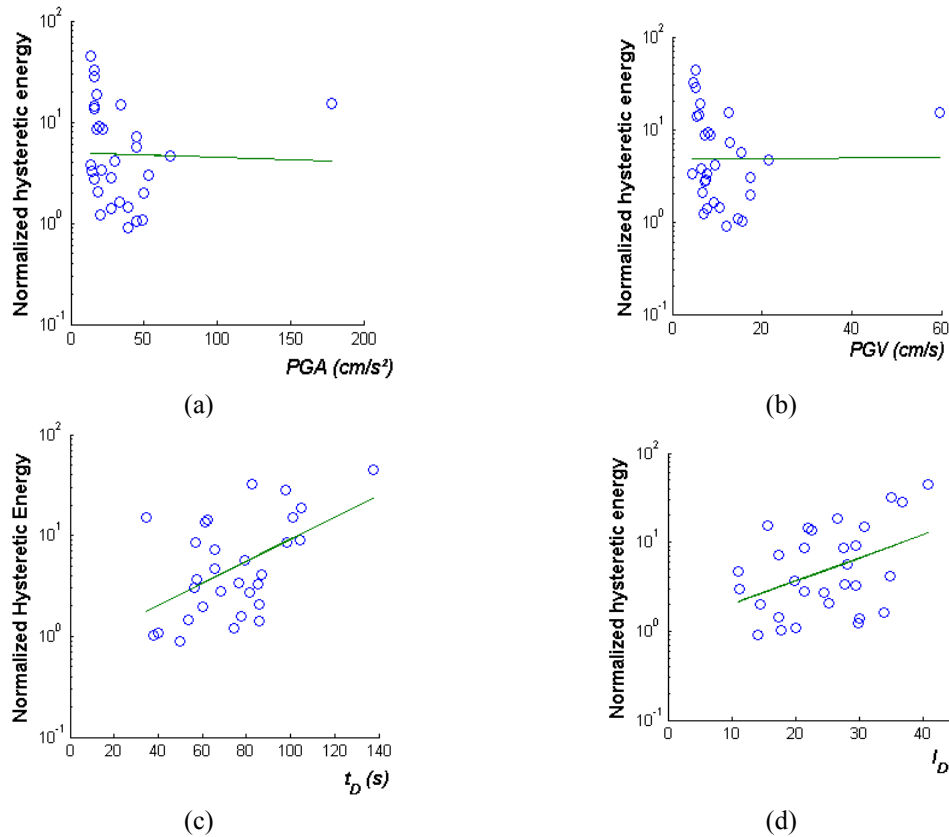 Normalized hysteretic energy
10²
10¹
10⁰
10⁻¹
0 50 100 150 200
PGA (cm/s²)
(a)
Normalized hysteretic energy
10²
10¹
10⁰
10⁻¹
0 20 40 60
PGV (cm/s)
(b)
Normalized Hysteretic Energy
10²
10¹
10⁰
10⁻¹
0 20 40 60 80 100 120 140
t_D (s)
(c)
Normalized hysteretic energy
10²
10¹
10⁰
10⁻¹
0 10 20 30 40
I_D
(d)